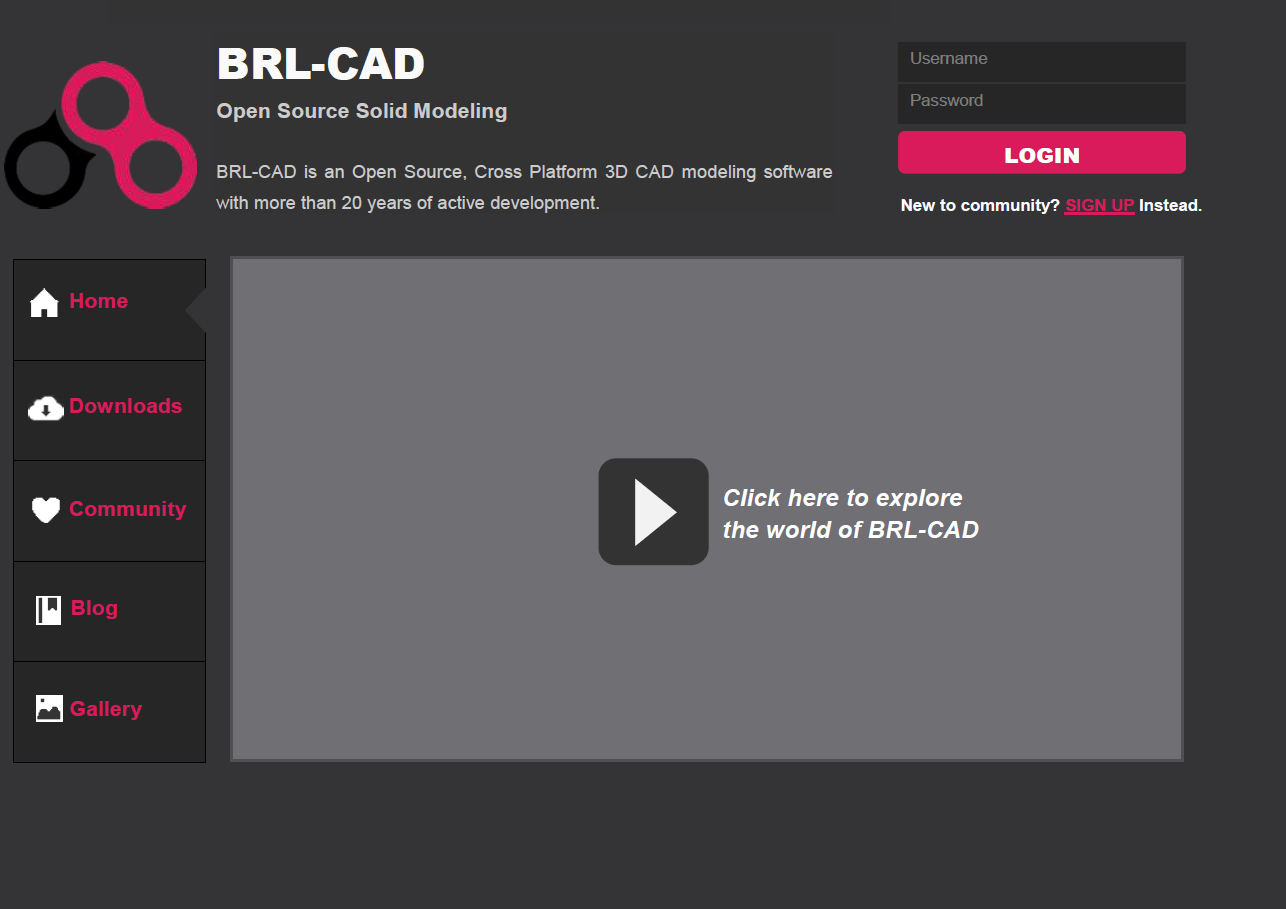 BRL-CAD
Open Source Solid Modeling
BRL-CAD is an Open Source, Cross Platform 3D CAD modeling software
with more than 20 years of active development.
Username
Password
LOGIN
New to community? SIGN UP Instead.
Home
Downloads
Community
Blog
Gallery
Click here to explore
the world of BRL-CAD